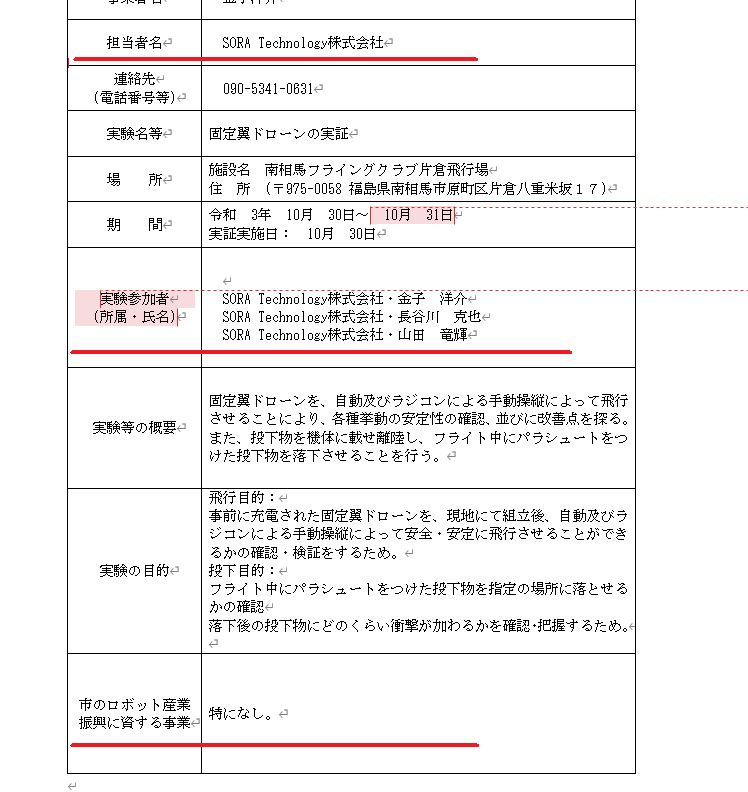 担当者名 SORA Technology株式会社
連絡先 090-5341-0631
(電話番号等)
実験名等 固定翼ドローンの実証
場　所 施設名　南相馬フライングクラブ片倉飛行場
住　所　(〒975-0058 福島県南相馬市原町区片倉八重米坂１７)
期　間 令和　3年　10月　30日～　10月　31日
実証実施日：　10月　30日
実験参加者 SORA Technology株式会社・金子　洋介
(所属・氏名) SORA Technology株式会社・長谷川　克也
SORA Technology株式会社・山田　竜輝
実験等の概要
固定翼ドローンを、自動及びラジコンによる手動操縦によって飛行
させることにより、各種挙動の安定性の確認、並びに改善点を探る。
また、投下物を機体に載せ離陸し、フライト中にパラシュートをつ
けた投下物を落下させることを行う。
実験の目的
飛行目的：
事前に充電された固定翼ドローンを、現地にて組立後、自動及びラ
ジコンによる手動操縦によって安全・安定に飛行させることができ
るかの確認・検証をするため。
投下目的：
フライト中にパラシュートをつけた投下物を指定の場所に落とせる
かの確認
落下後の投下物にどのくらい衝撃が加わるかを確認・把握するため。
市のロボット産業
振興に資する事業 特になし。